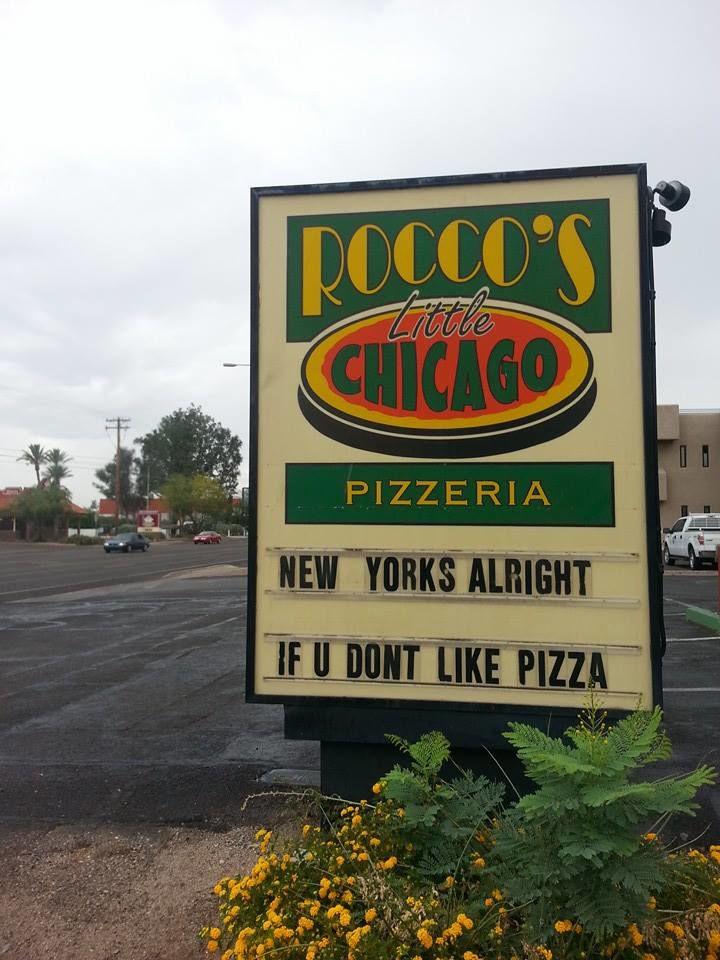 ROCCO'S
Little
CHICAGO
PIZZERIA
NEW YORKS ALRIGHT
IF U DONT LIKE PIZZA